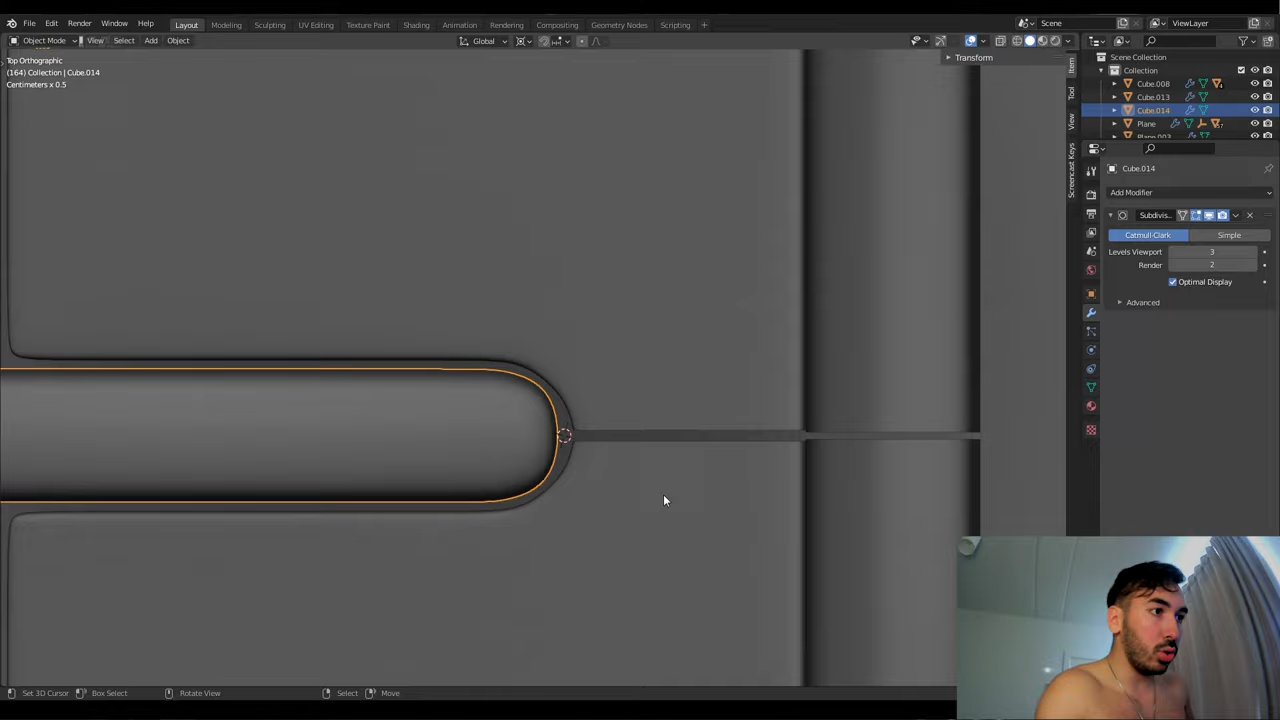 File Edit Render Window Help Layout Modeling Sculpting UV Editing Texture Paint Shading Animation Rendering Compositing Geometry Nodes Scripting + Scene ViewLayer
Object Mode View Select Add Object Global
Top Orthographic
(164) Collection | Cube.014
Centimeters x 0.5
Transform
Item
Tool
View
Screencast Keys
Scene Collection
Collection
Cube.008
Cube.013
Cube.014
Plane
Plane.003
Cube.014
Add Modifier
Subdivis..
Catmull-Clark Simple
Levels Viewport 3
Render 2
Optimal Display
Advanced
Set 3D Cursor Box Select Rotate View Select Move